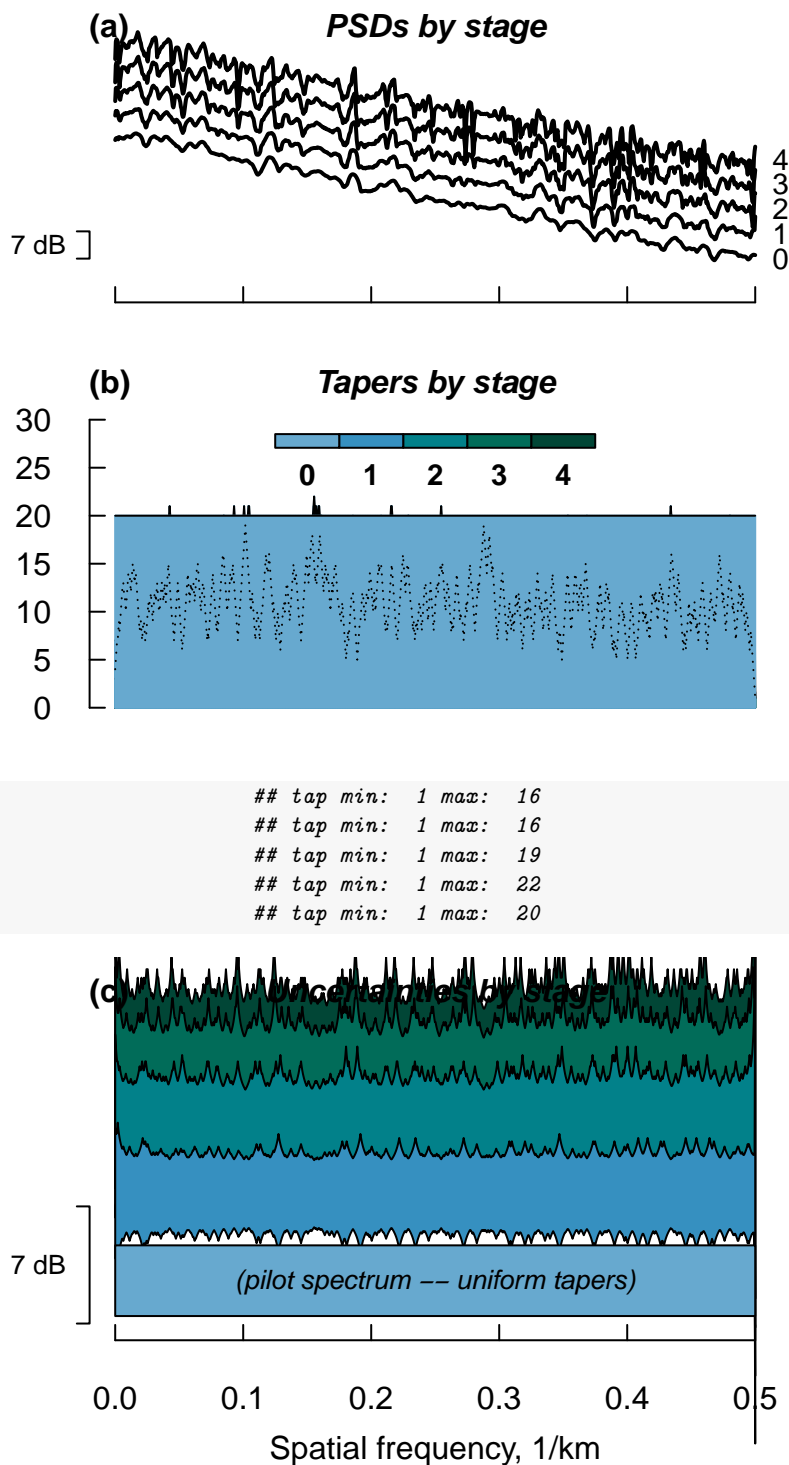 (a) PSDs by stage
4
3
2
1
0
7 dB
(b) Tapers by stage
30
25
20
15
10
5
0
0 1 2 3 4
## tap min:  1 max:  16
## tap min:  1 max:  16
## tap min:  1 max:  19
## tap min:  1 max:  22
## tap min:  1 max:  20
(c) Uncertainties by stage
7 dB
(pilot spectrum −− uniform tapers)
0.0 0.1 0.2 0.3 0.4 0.5
Spatial frequency, 1/km